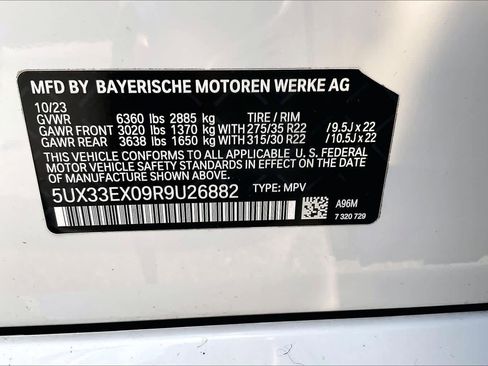 MFD BY BAYERISCHE MOTOREN WERKE AG
10/23
GVWR 6360 lbs 2885 kg TIRE / RIM
GAWR FRONT 3020 lbs 1370 kg WITH 275/35 R22 /9.5J x 22
GAWR REAR 3638 lbs 1650 kg WITH 315/30 R22 /10.5J x 22
THIS VEHICLE CONFORMS TO ALL APPLICABLE U. S. FEDERAL
MOTOR VEHICLE SAFETY STANDARDS IN EFFECT ON THE
DATE OF MANUFACTURE SHOWN ABOVE.
5UX33EX09R9U26882 TYPE: MPV
A96M
7 320 729